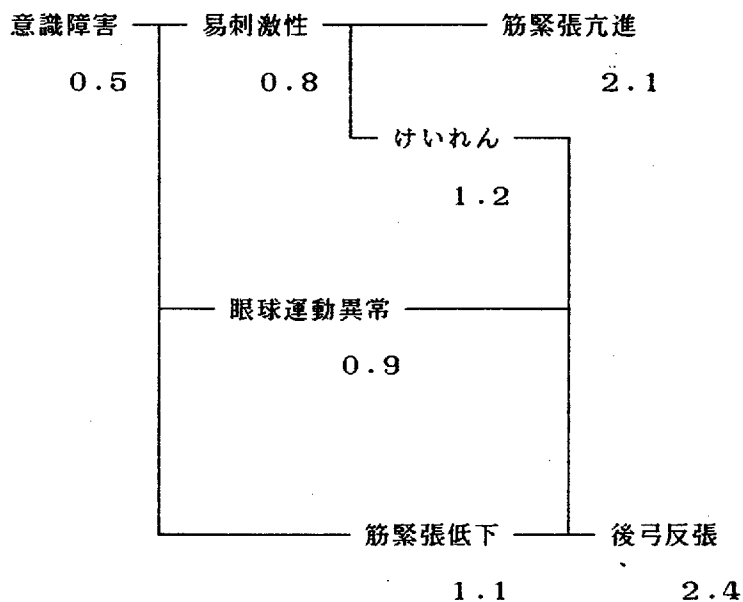 意識障害 易刺激性 筋緊張亢進
0.5 0.8 2.1
けいれん
1.2
眼球運動異常
0.9
筋緊張低下 後弓反張
1.1 2.4